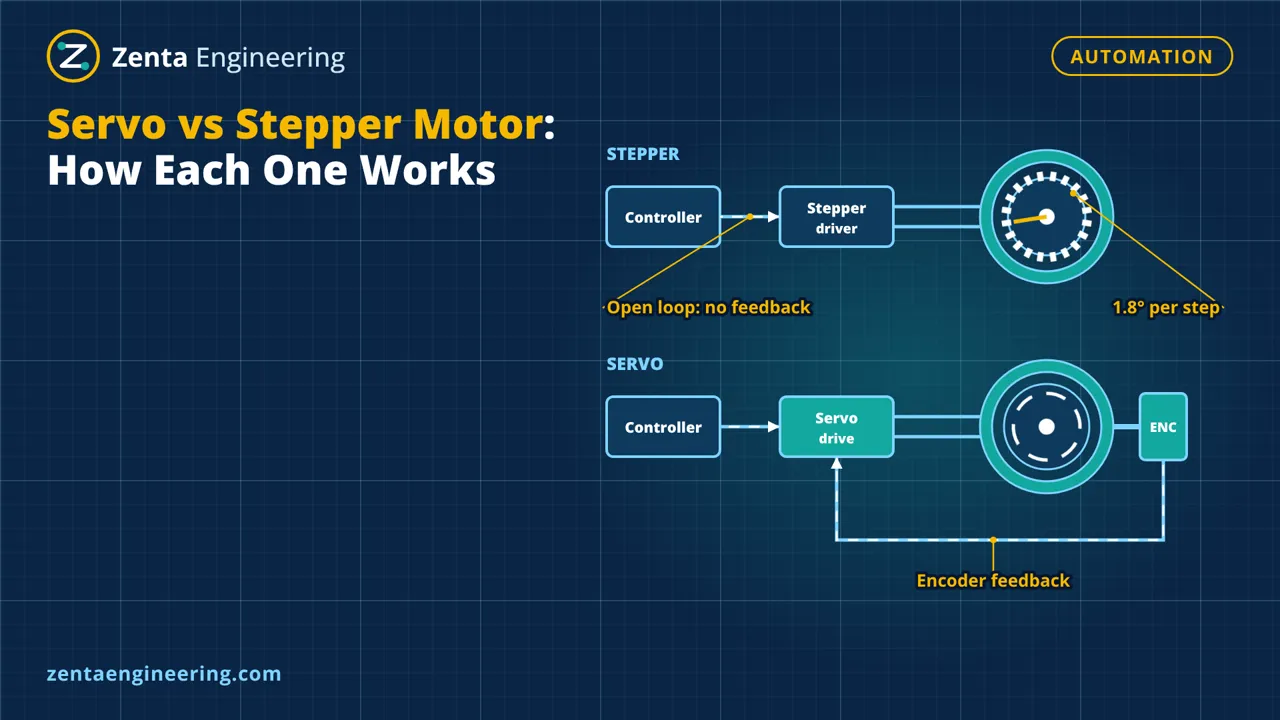 Zenta Engineering
AUTOMATION
Servo vs Stepper Motor:
How Each One Works
STEPPER
Controller
Stepper
driver
Open loop: no feedback
1.8° per step
SERVO
Controller
Servo
drive
ENC
Encoder feedback
zentaengineering.com